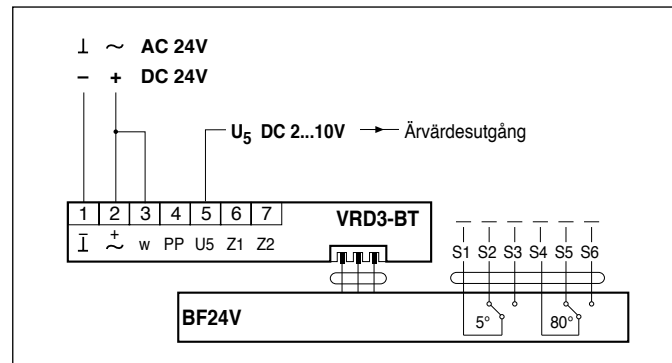 ⊥ ~ AC 24V
– + DC 24V
U5 DC 2...10V Ärvärdesutgång
1 2 3 4 5 6 7 VRD3-BT
⊥ ~ w PP U5 Z1 Z2
S1 S2 S3 S4 S5 S6
BF24V 5° 80°